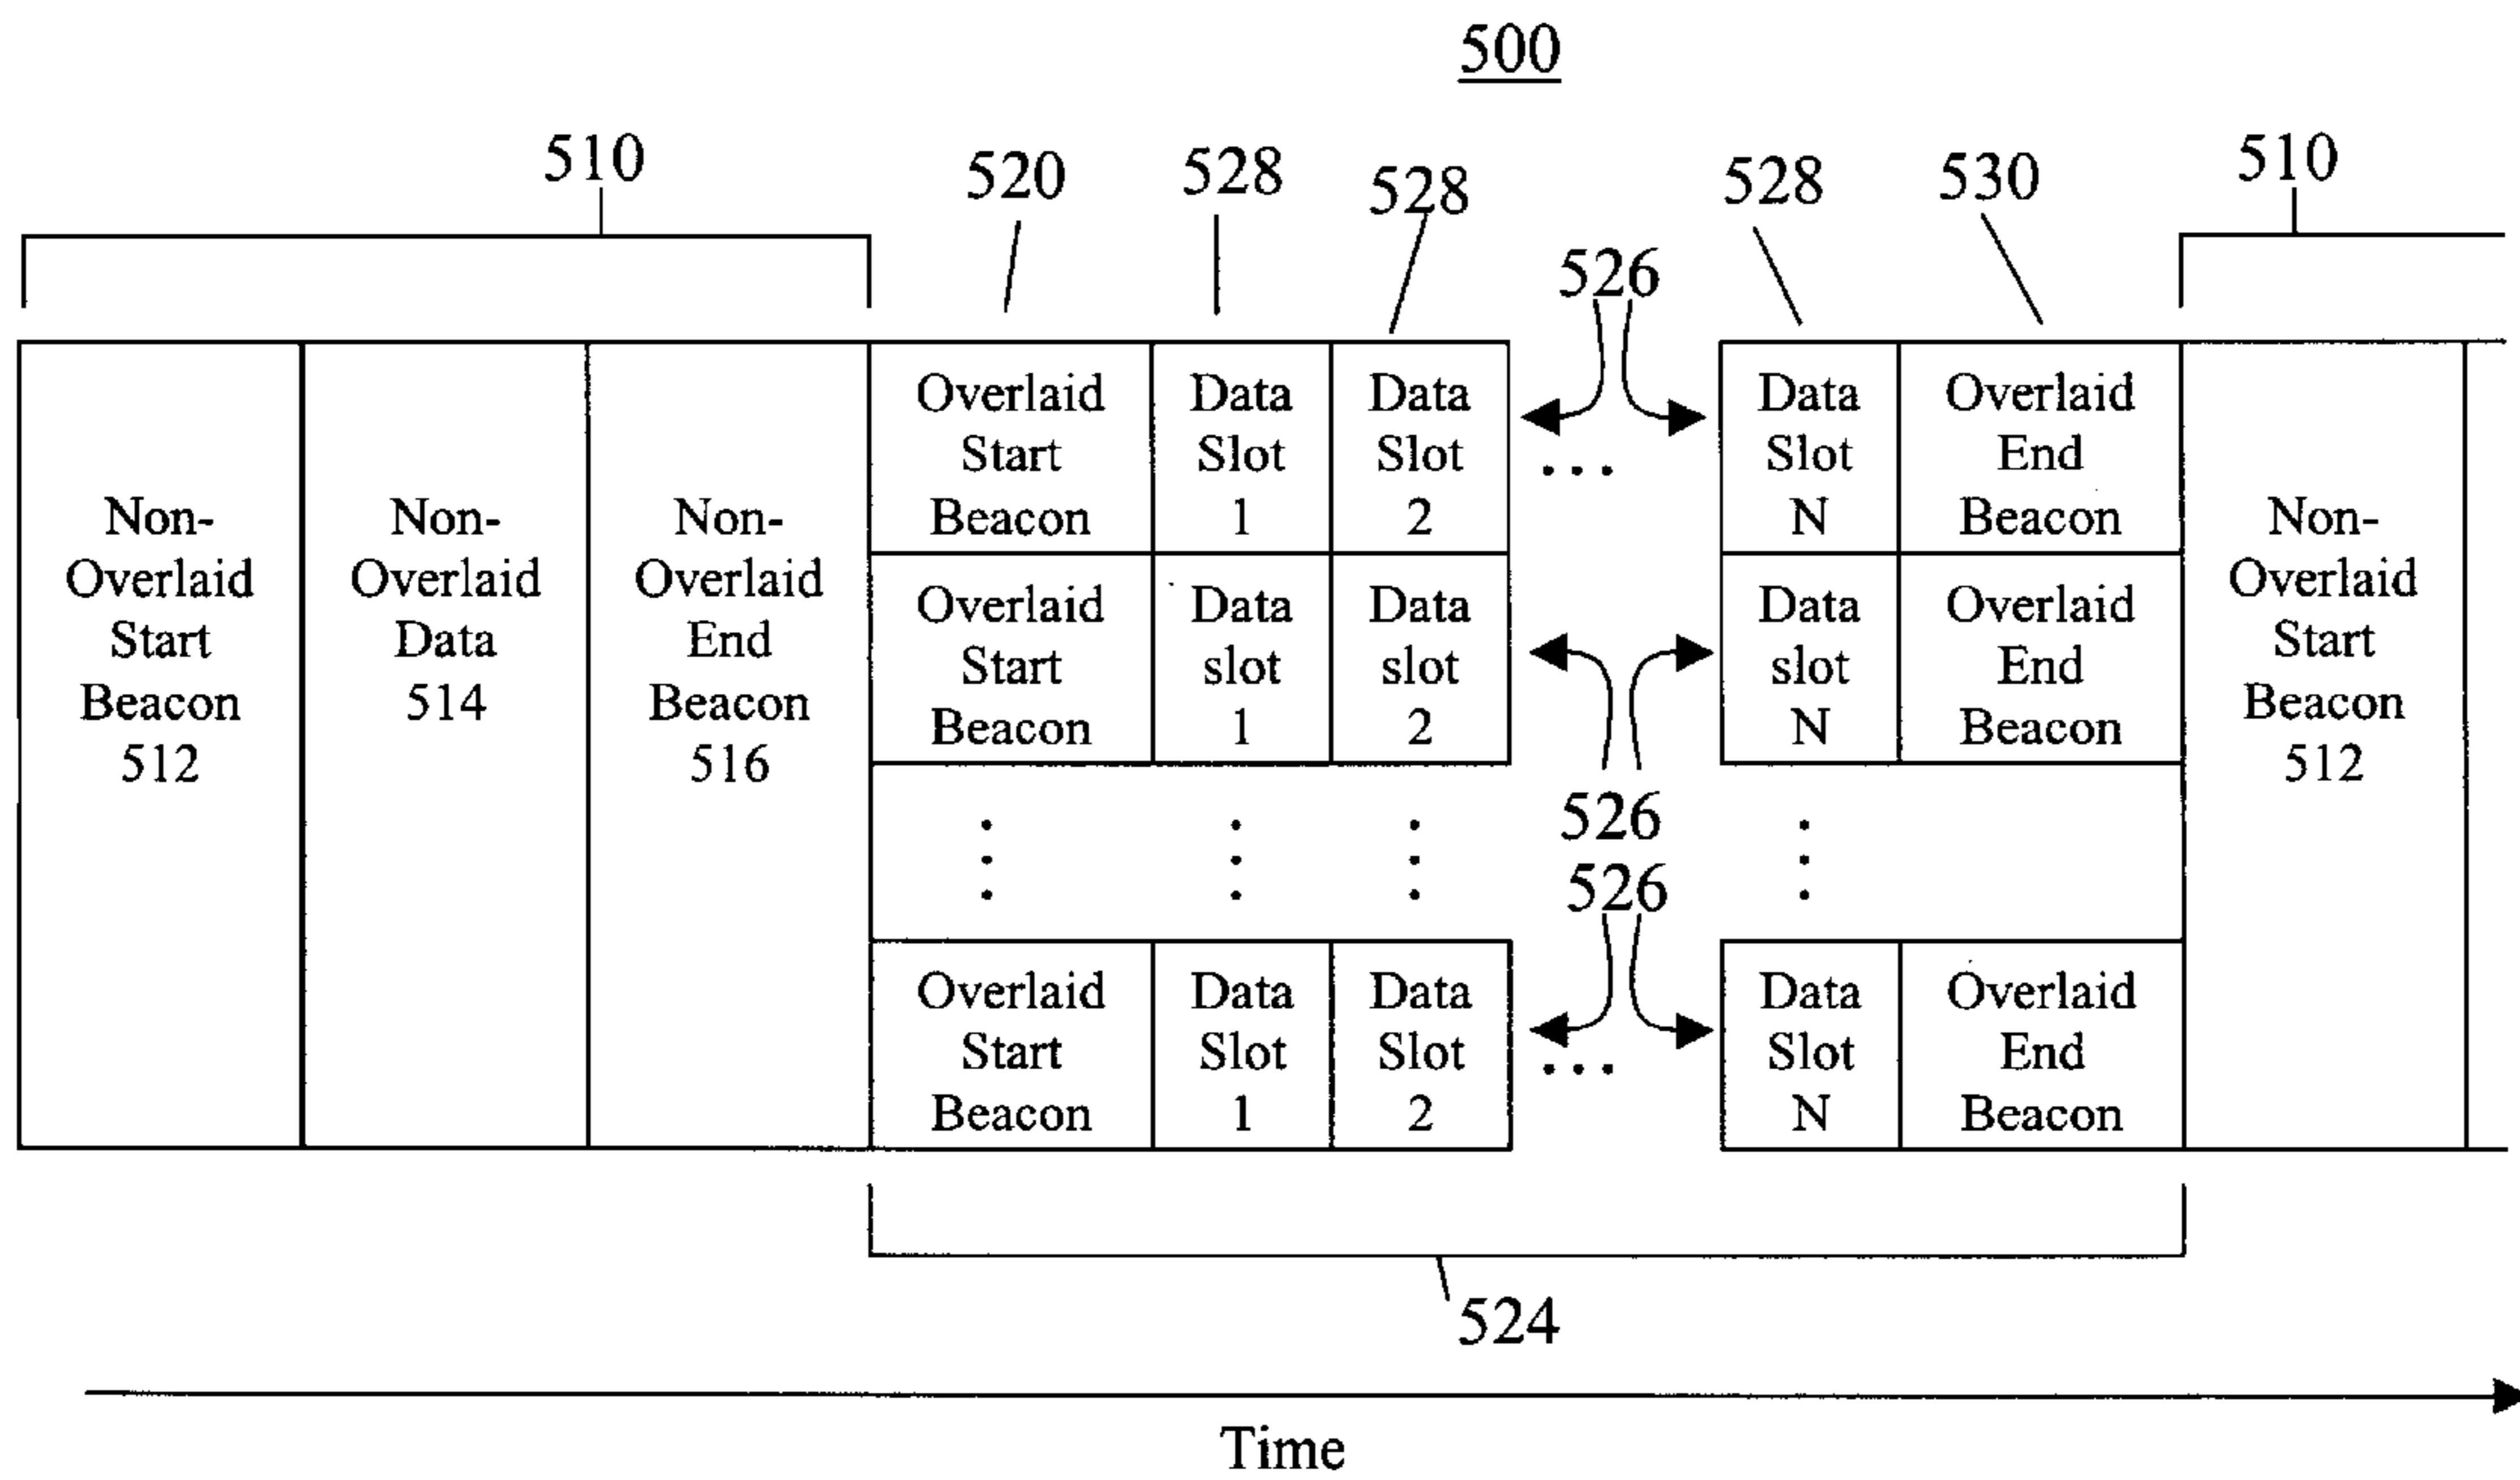 500
510
520
528
528
526
528
530
510
Non-
Overlaid
Start
Beacon
512
Non-
Overlaid
Data
514
Non-
Overlaid
End
Beacon
516
Overlaid
Start
Beacon
Data
Slot
1
Data
Slot
2
...
Data
Slot
N
Overlaid
End
Beacon
Overlaid
Start
Beacon
Data
slot
1
Data
slot
2
Data
slot
N
Overlaid
End
Beacon
526
526
Overlaid
Start
Beacon
Data
Slot
1
Data
Slot
2
...
Data
Slot
N
Overlaid
End
Beacon
Non-
Overlaid
Start
Beacon
512
524
Time